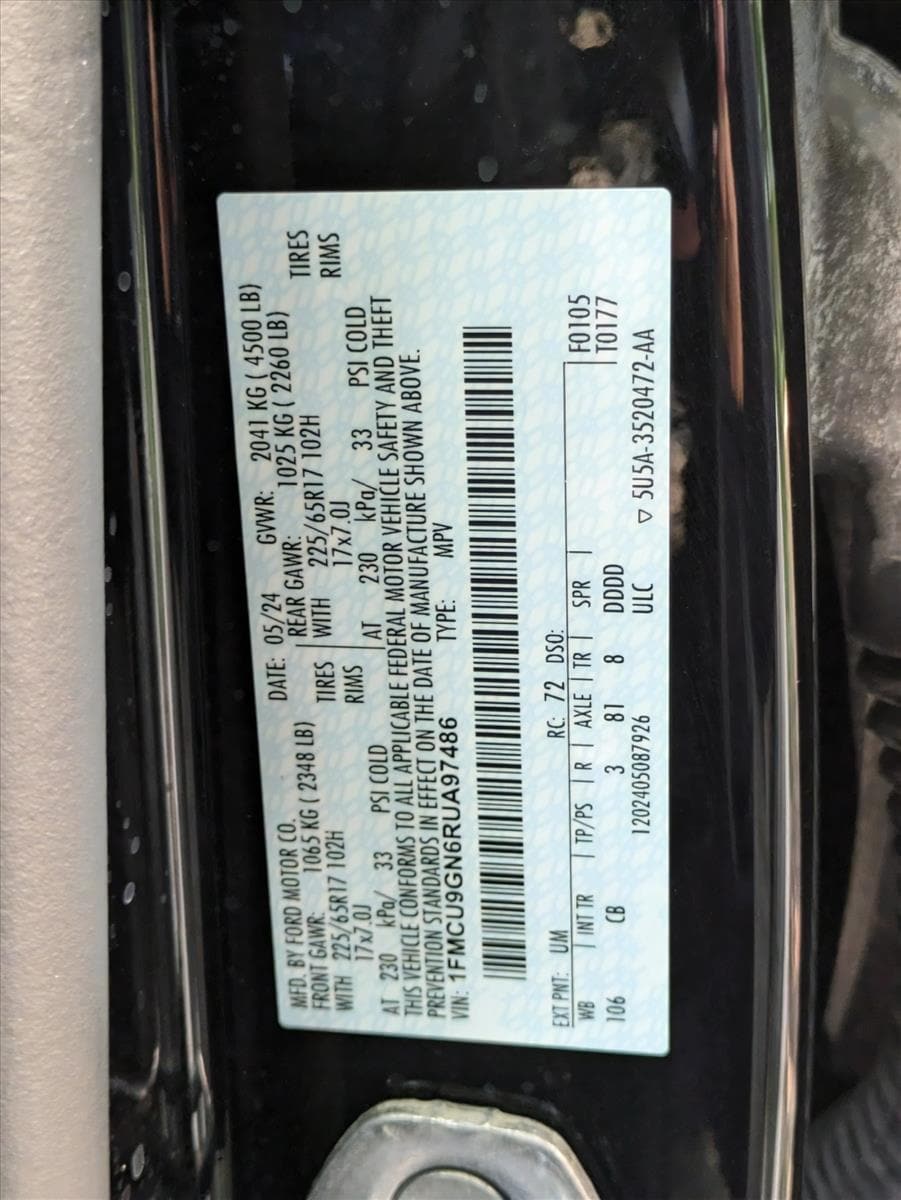 MFD. BY FORD MOTOR CO. DATE: 05/24 GVWR: 2041 KG ( 4500 LB)
FRONT GAWR: 1065 KG ( 2348 LB) REAR GAWR: 1025 KG ( 2260 LB)
WITH 225/65R17 102H TIRES WITH 225/65R17 102H TIRES
17x7.0J RIMS 17x7.0J RIMS
AT 230 kPa/ 33 PSI COLD AT 230 kPa/ 33 PSI COLD
THIS VEHICLE CONFORMS TO ALL APPLICABLE FEDERAL MOTOR VEHICLE SAFETY AND THEFT
PREVENTION STANDARDS IN EFFECT ON THE DATE OF MANUFACTURE SHOWN ABOVE.
VIN: 1FMCU9GN6RUA97486 TYPE: MPV
EXT PNT: UM RC: 72 DSO: F0105
WB | INT TR | TP/PS | R | AXLE | TR | SPR | T0177
106 CB 3 81 8 DDDD
1202405087926 ULC ▽ 5U5A-3520472-AA